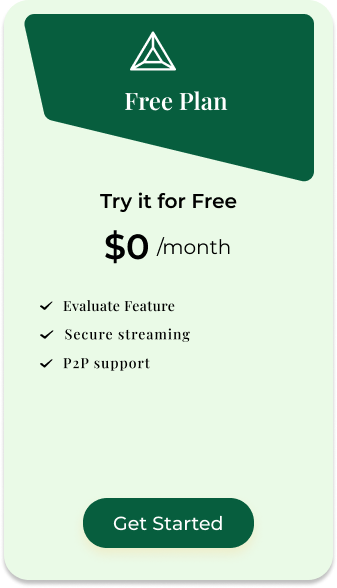 Free Plan
Try it for Free
$0 /month
Evaluate Feature
Secure streaming
P2P support
Get Started